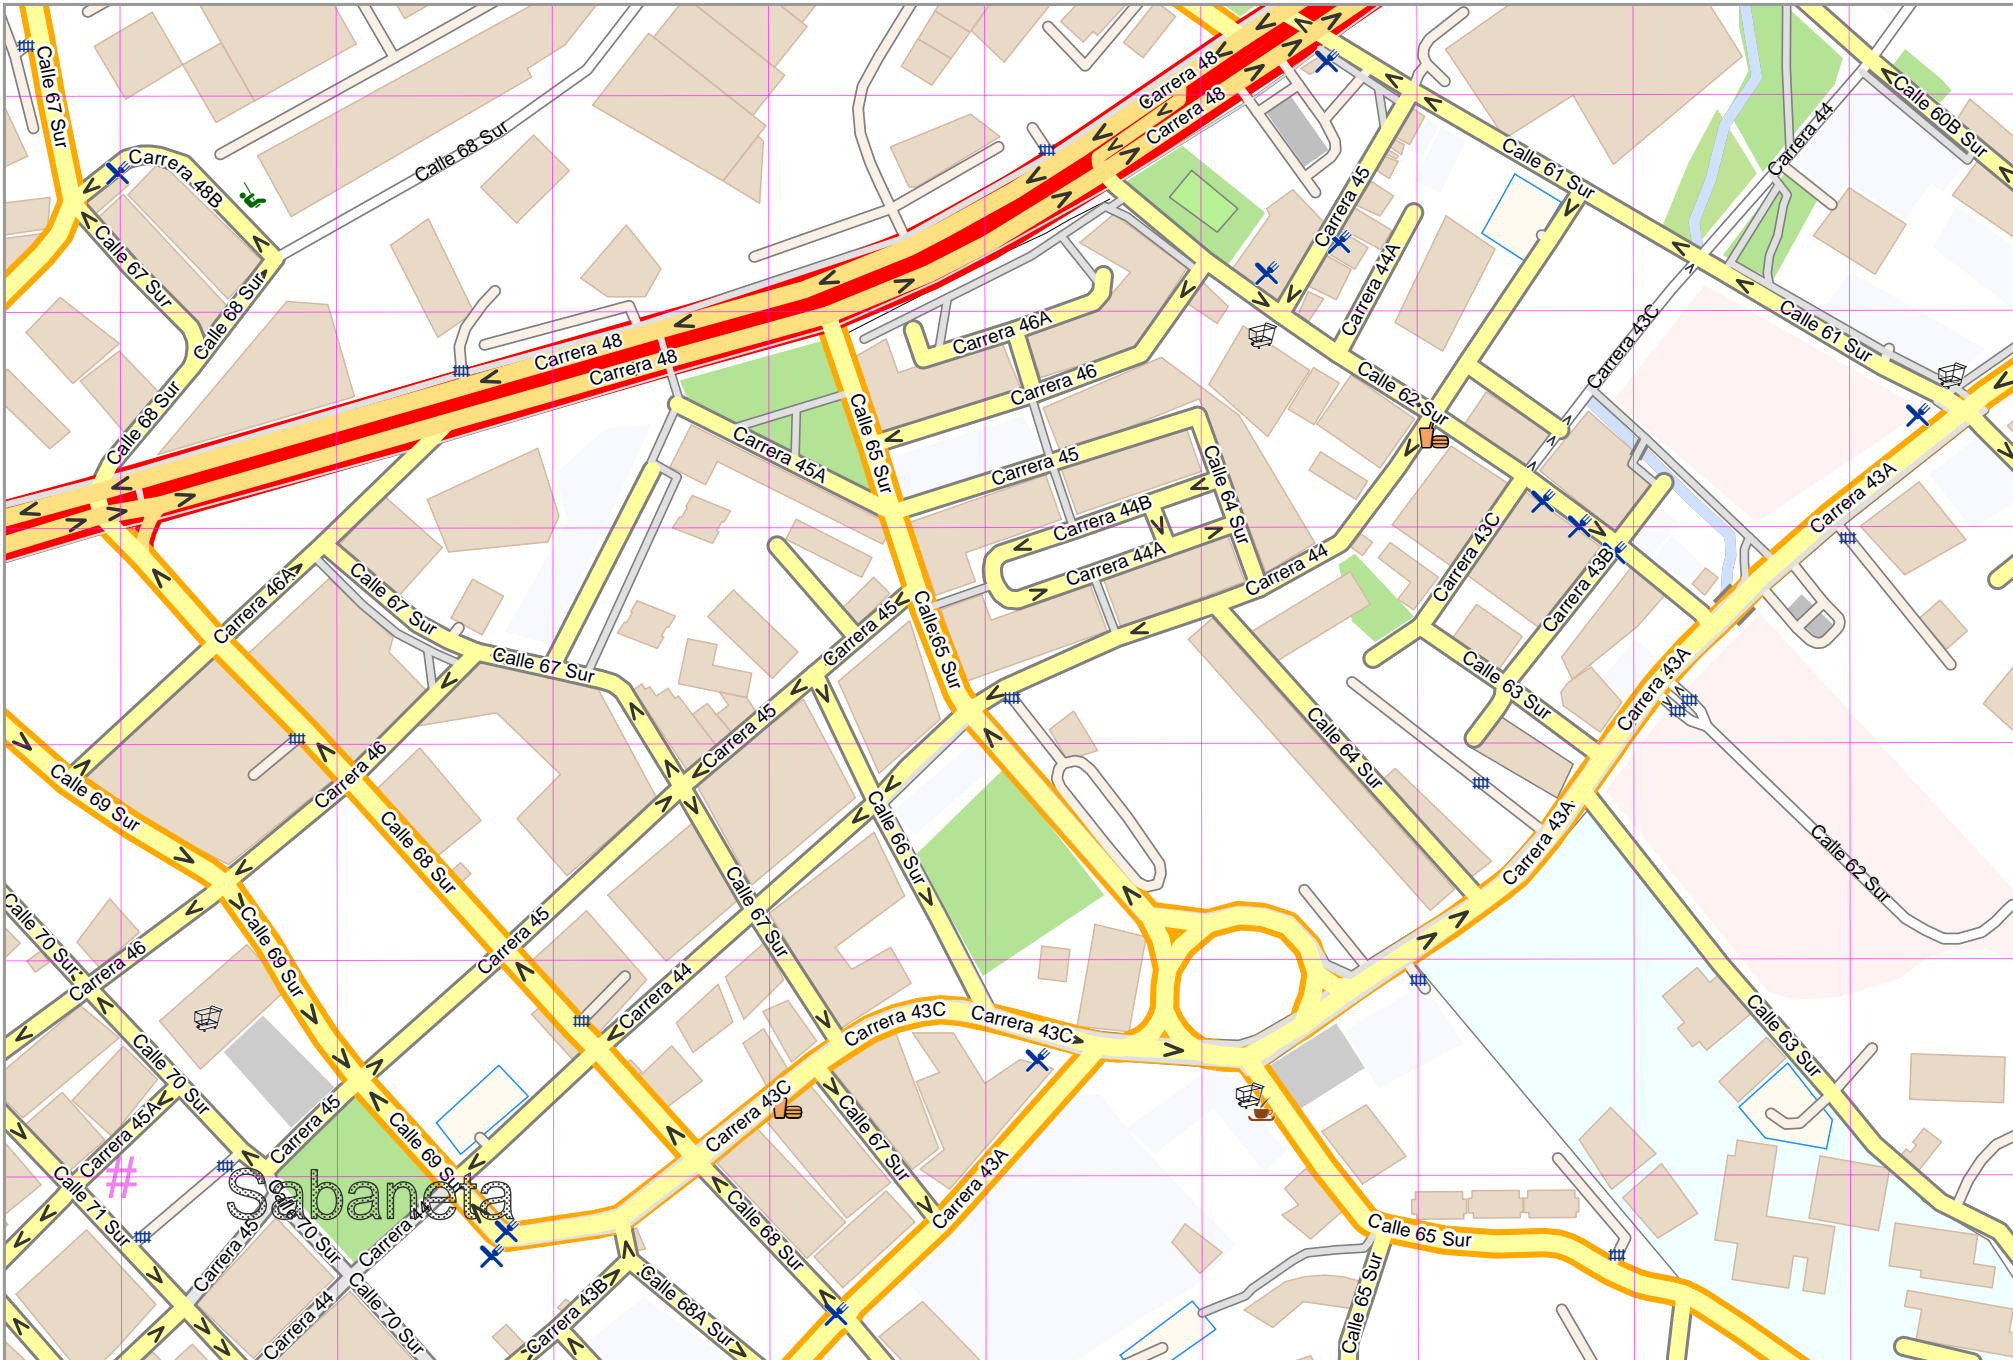 Calle 67 Sur
Carrera 48
Carrera 48
Calle 60B Sur
Carrera 44
Calle 68 Sur
Carrera 48B
Calle 61 Sur
Carrera 45
Calle 67 Sur
Calle 68 Sur
Carrera 44A
Carrera 43C
Calle 61 Sur
Carrera 46A
Carrera 48
Carrera 48
Carrera 46
Calle 62 Sur
Calle 68 Sur
Calle 65 Sur
Carrera 45A
Carrera 45
Calle 64 Sur
Carrera 43A
Carrera 44B
Carrera 44A
Carrera 44
Carrera 43C
Carrera 43B
Carrera 46A
Calle 67 Sur
Carrera 45
Calle 65 Sur
Calle 67 Sur
Calle 63 Sur
Carrera 43A
Carrera 45
Calle 64 Sur
Carrera 46
Calle 69 Sur
Calle 68 Sur
Calle 66 Sur
Carrera 43A
Calle 62 Sur
Calle 67 Sur
Calle 70 Sur
Carrera 46
Calle 69 Sur
Carrera 45
Carrera 44
Carrera 43C
Carrera 43C
Calle 63 Sur
Calle 70 Sur
Carrera 45A
Carrera 45
Calle 69 Sur
Carrera 43C
Calle 67 Sur
Carrera 43A
#
Sabaneta
Calle 71 Sur
Calle 70 Sur
Carrera 44
Carrera 45
Calle 68 Sur
Calle 65 Sur
Calle 65 Sur
Carrera 44
Calle 70 Sur
Carrera 43B
Calle 68A Sur